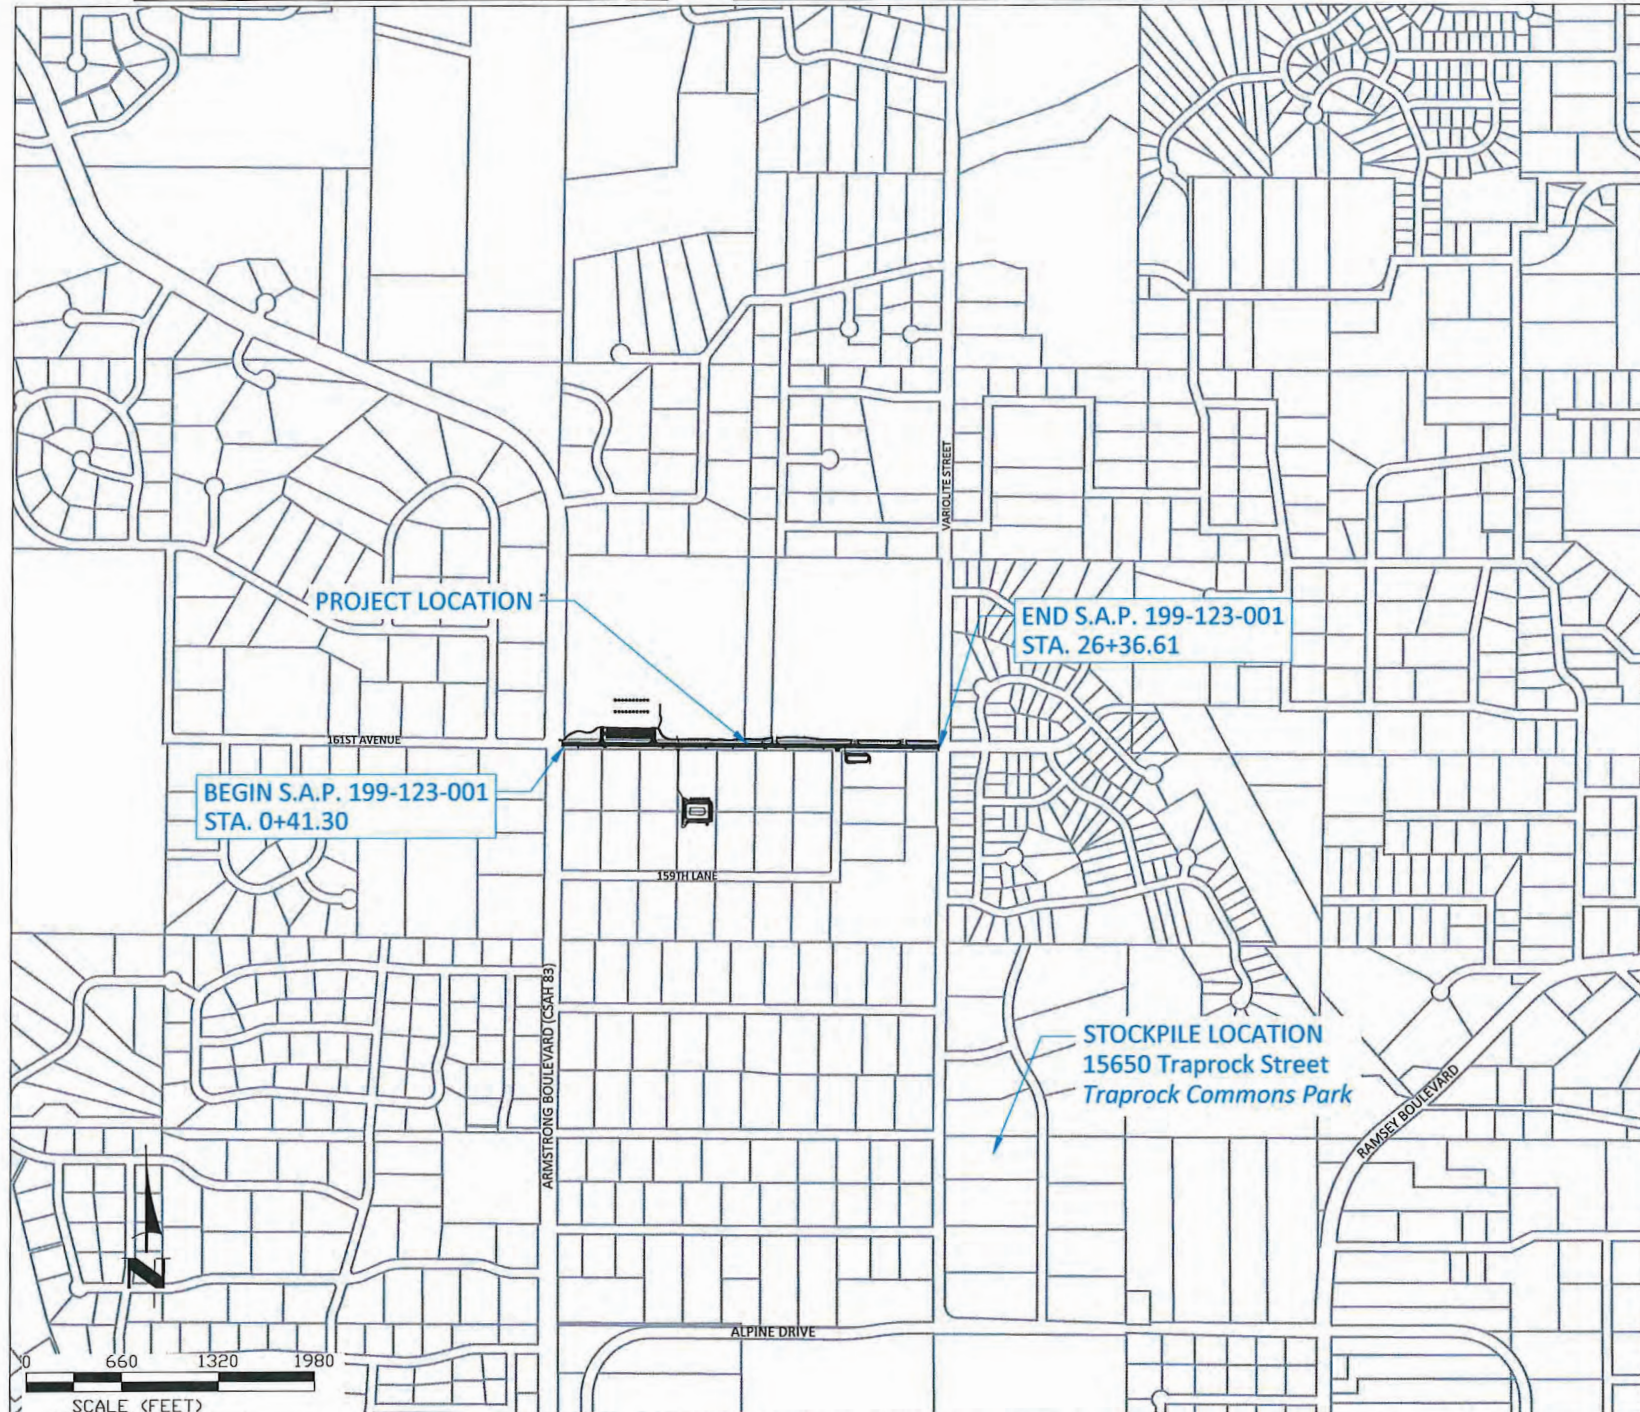 VARIOLITE STREET
PROJECT LOCATION
END S.A.P. 199-123-001
STA. 26+36.61
161ST AVENUE
BEGIN S.A.P. 199-123-001
STA. 0+41.30
159TH LANE
ARMSTRONG BOULEVARD (CSAH 83)
STOCKPILE LOCATION
15650 Traprock Street
Traprock Commons Park
RAMSEY BOULEVARD
N
ALPINE DRIVE
0 660 1320 1980
SCALE (FEET)